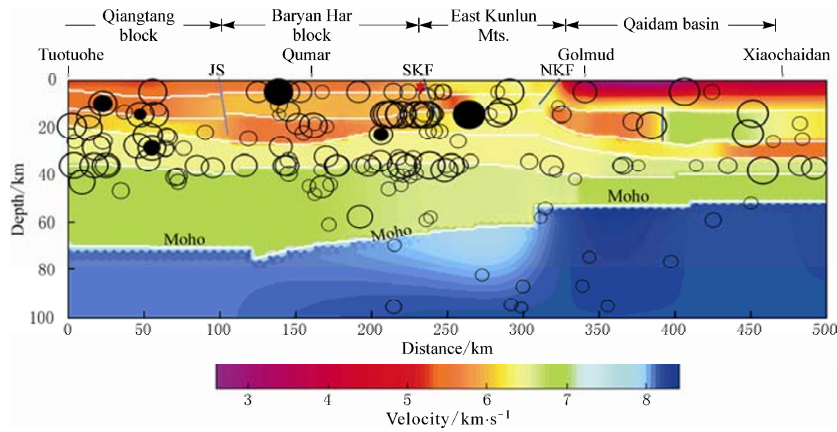 Qiangtang block
Baryan Har block
East Kunlun Mts.
Qaidam basin
Tuotuohe
JS
Qumar
SKF
NKF
Golmud
Xiaochaidan
0
20
40
60
80
100
Depth/km
Moho
Moho
Moho
0 50 100 150 200 250 300 350 400 450 500
Distance/km
3 4 5 6 7 8
Velocity/km·s⁻¹